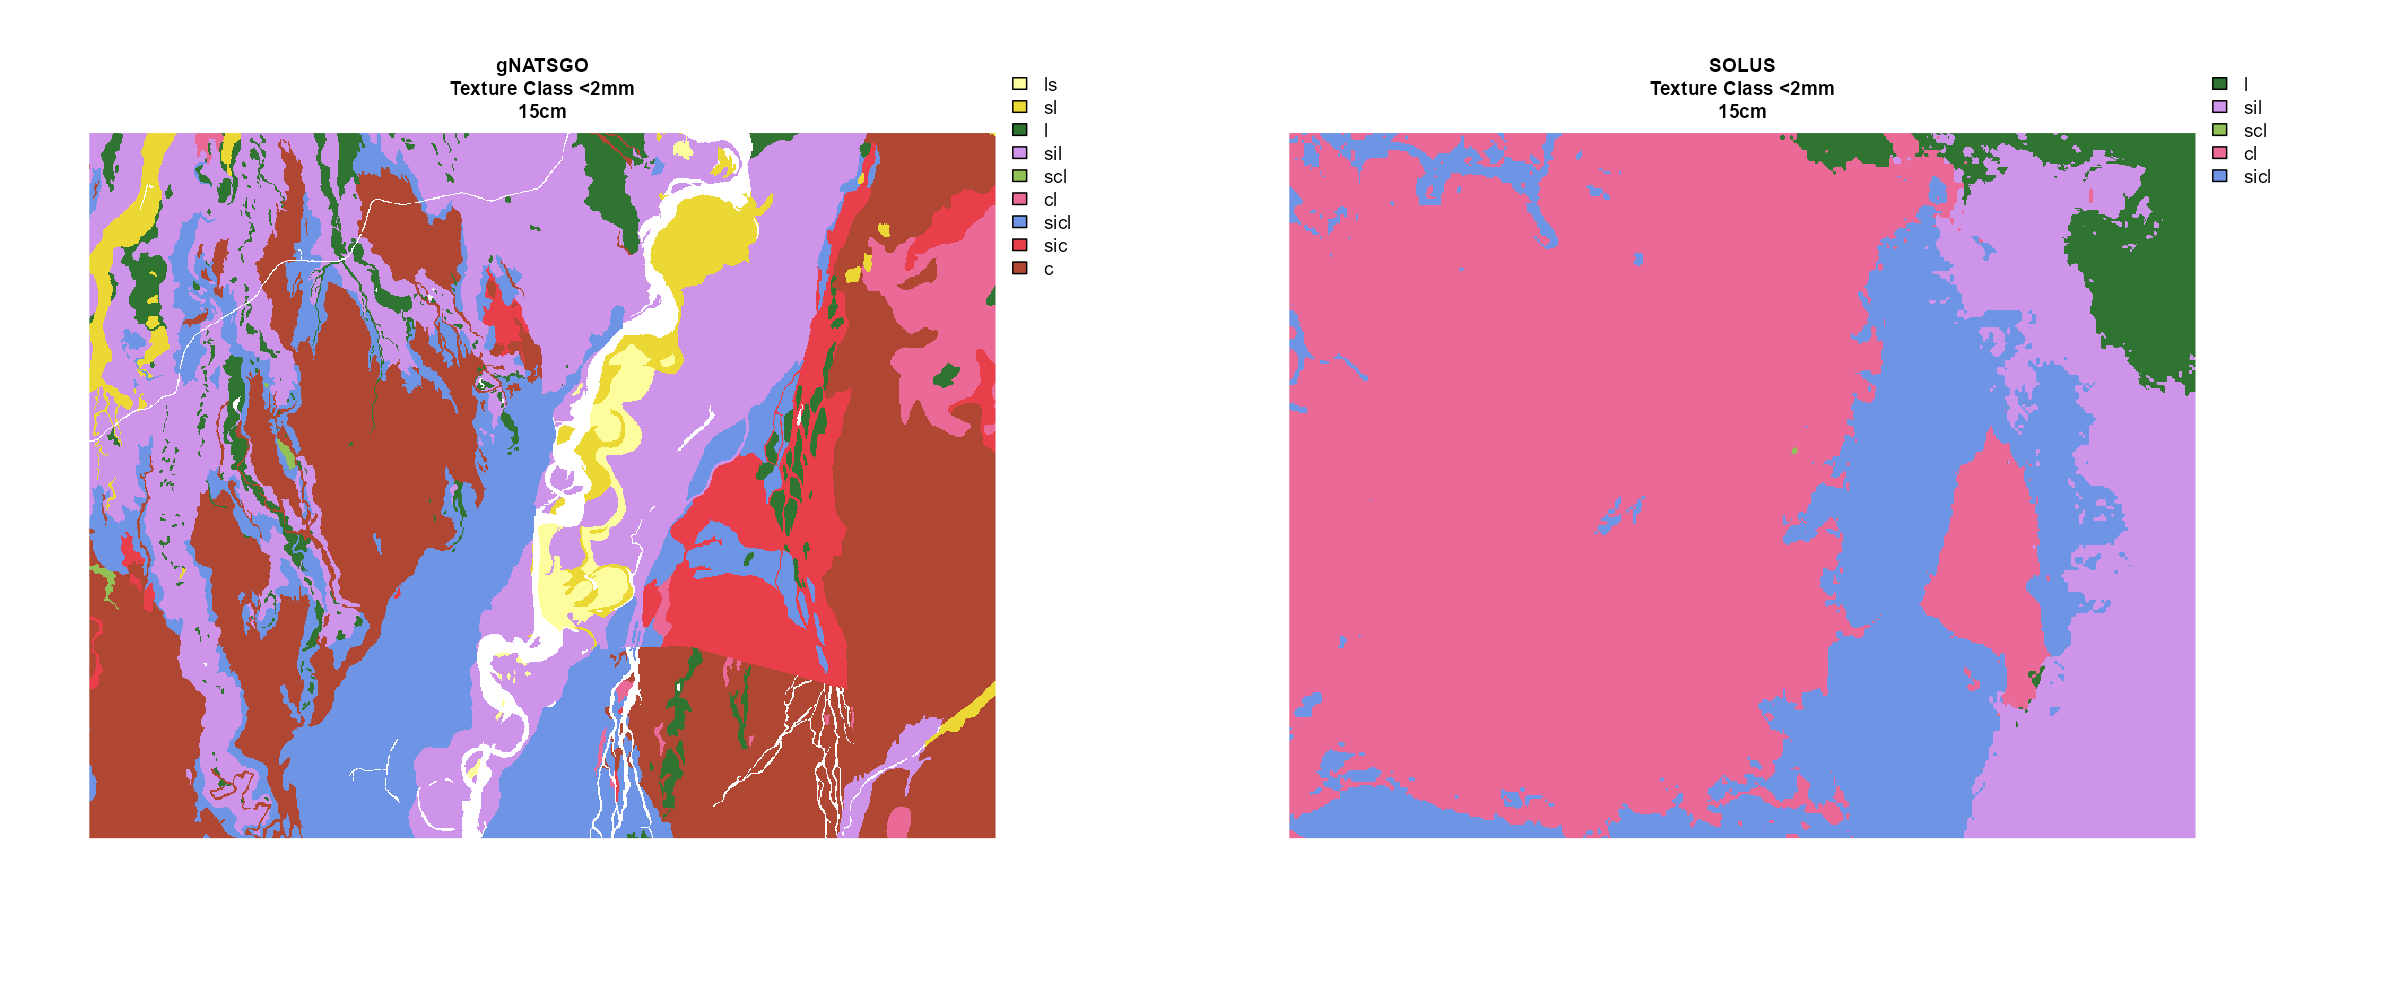 gNATSGO
Texture Class <2mm
15cm
ls
sl
l
sil
scl
cl
sicl
sic
c
SOLUS
Texture Class <2mm
15cm
l
sil
scl
cl
sicl